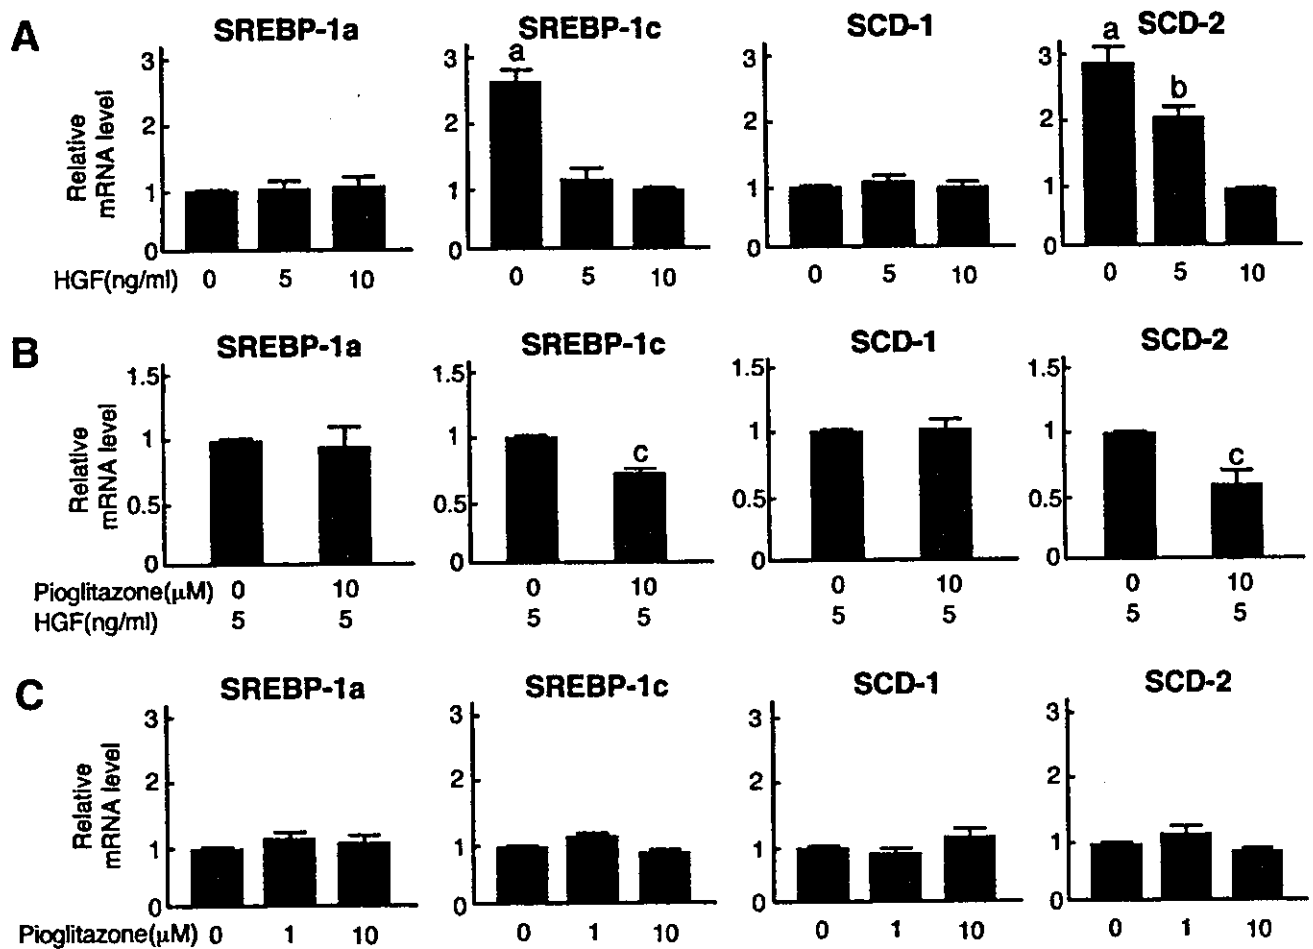 A
SREBP-1a SREBP-1c SCD-1 SCD-2
a a
b
Relative
mRNA level
3 3 3 3
2 2 2 2
1 1 1 1
0 0 0 0
HGF(ng/ml) 0 5 10 0 5 10 0 5 10 0 5 10
B
SREBP-1a SREBP-1c SCD-1 SCD-2
Relative
mRNA level
1.5 1.5 1.5 1.5
1 1 1 1
c c
0.5 0.5 0.5 0.5
0 0 0 0
Pioglitazone(μM) 0 10 0 10 0 10 0 10
HGF(ng/ml) 5 5 5 5 5 5 5 5
C
SREBP-1a SREBP-1c SCD-1 SCD-2
Relative
mRNA level
3 3 3 3
2 2 2 2
1 1 1 1
0 0 0 0
Pioglitazone(μM) 0 1 10 0 1 10 0 1 10 0 1 10